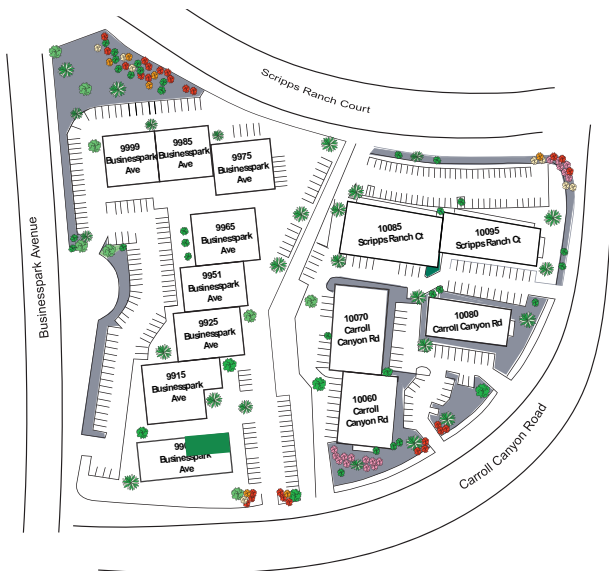 Scripps Ranch Court
9999
Businesspark
Ave
9985
Businesspark
Ave
9975
Businesspark
Ave
9965
Businesspark
Ave
10085
Scripps Ranch Ct
10095
Scripps Ranch Ct
Businesspark Avenue
9951
Businesspark
Ave
9925
Businesspark
Ave
10070
Carroll
Canyon Rd
10080
Carroll Canyon Rd
9915
Businesspark
Ave
10060
Carroll
Canyon Rd
Businesspark
Ave
Carroll Canyon Road